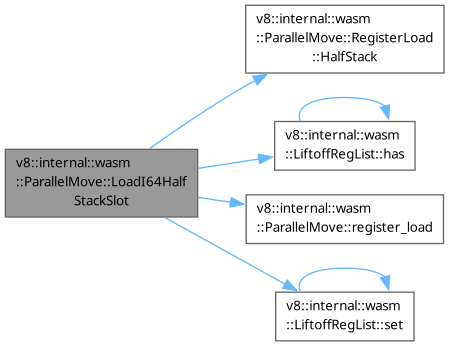 v8::internal::wasm
::ParallelMove::RegisterLoad
::HalfStack
v8::internal::wasm
::LiftoffRegList::has
v8::internal::wasm
::ParallelMove::LoadI64Half
StackSlot
v8::internal::wasm
::ParallelMove::register_load
v8::internal::wasm
::LiftoffRegList::set